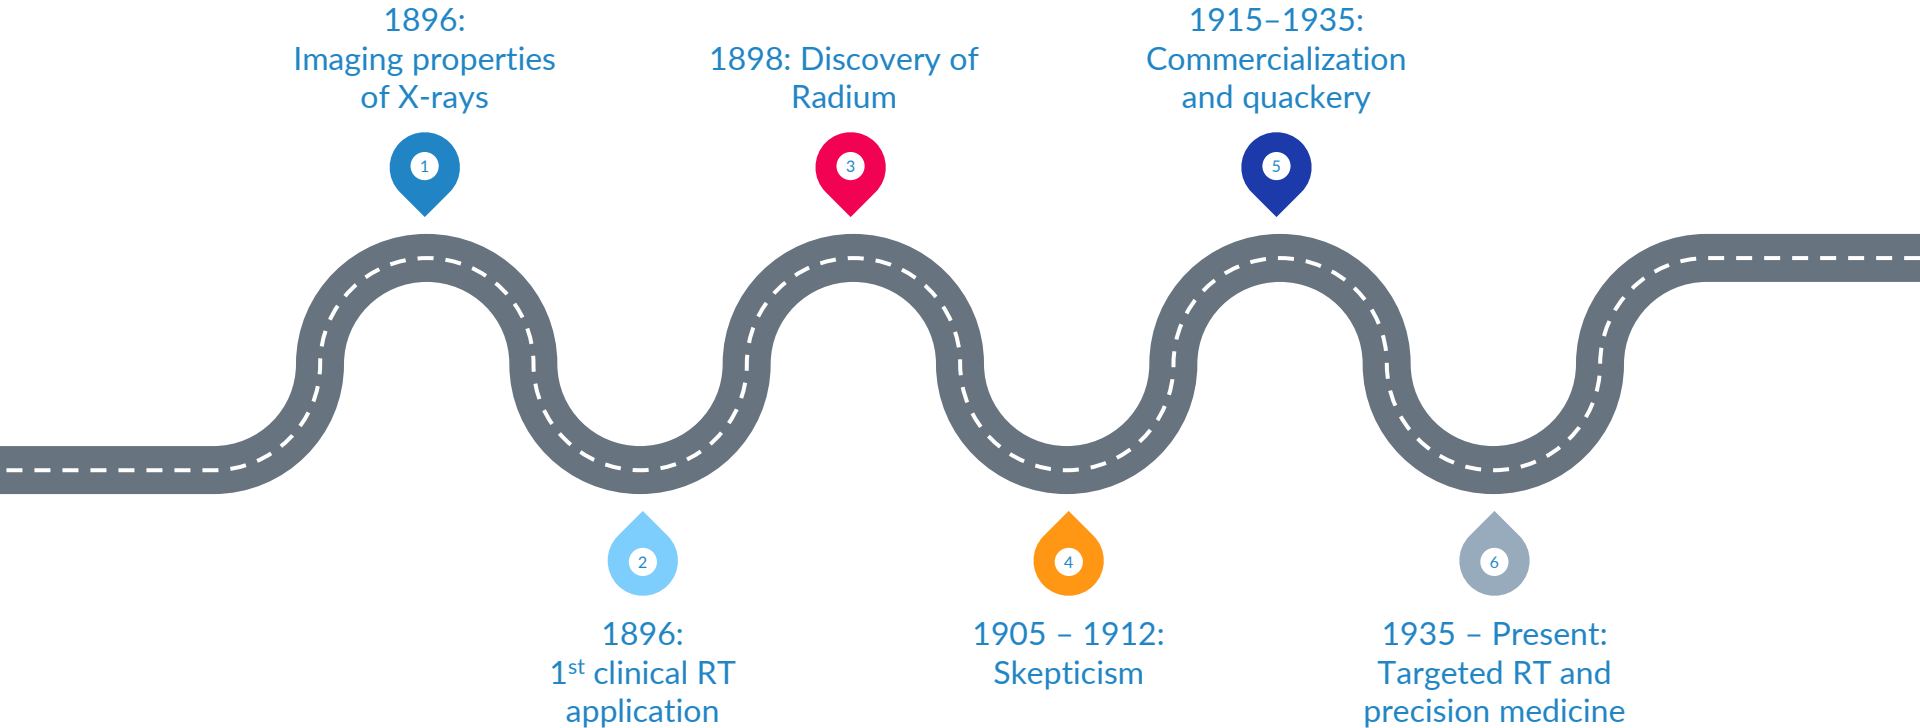 1896:
Imaging properties
of X-rays
1
1896:
1st clinical RT
application
2
1898: Discovery of
Radium
3
1905 – 1912:
Skepticism
4
1915–1935:
Commercialization
and quackery
5
1935 – Present:
Targeted RT and
precision medicine
6